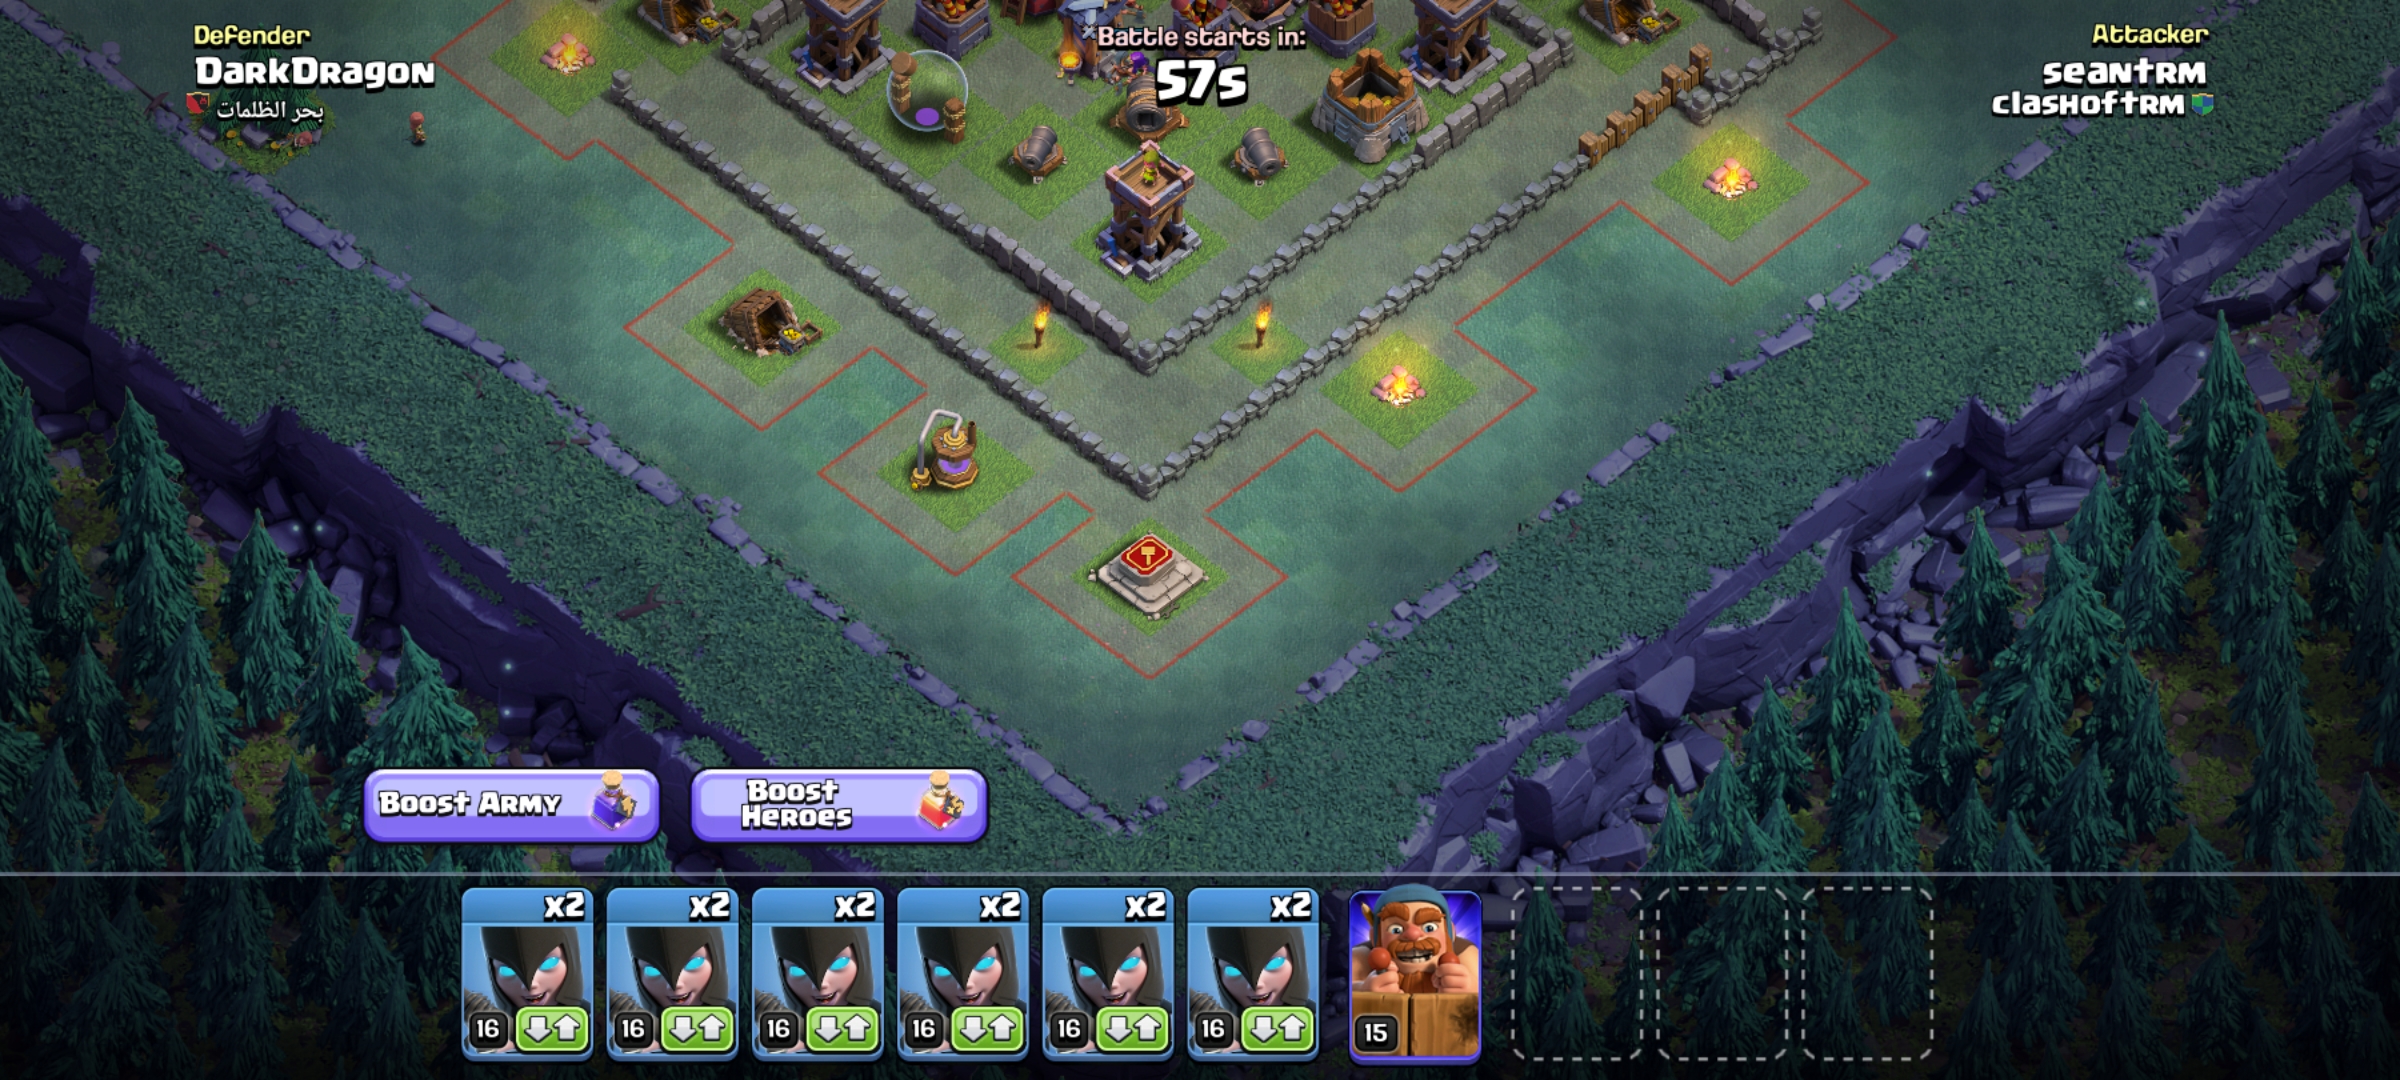 Defender
DarkDragon
بحر الظلمات
Battle starts in:
57s
Attacker
seantRM
clashoftRM
Boost Army
Boost
Heroes
x2
x2
x2
x2
x2
x2
16
16
16
16
16
16
15